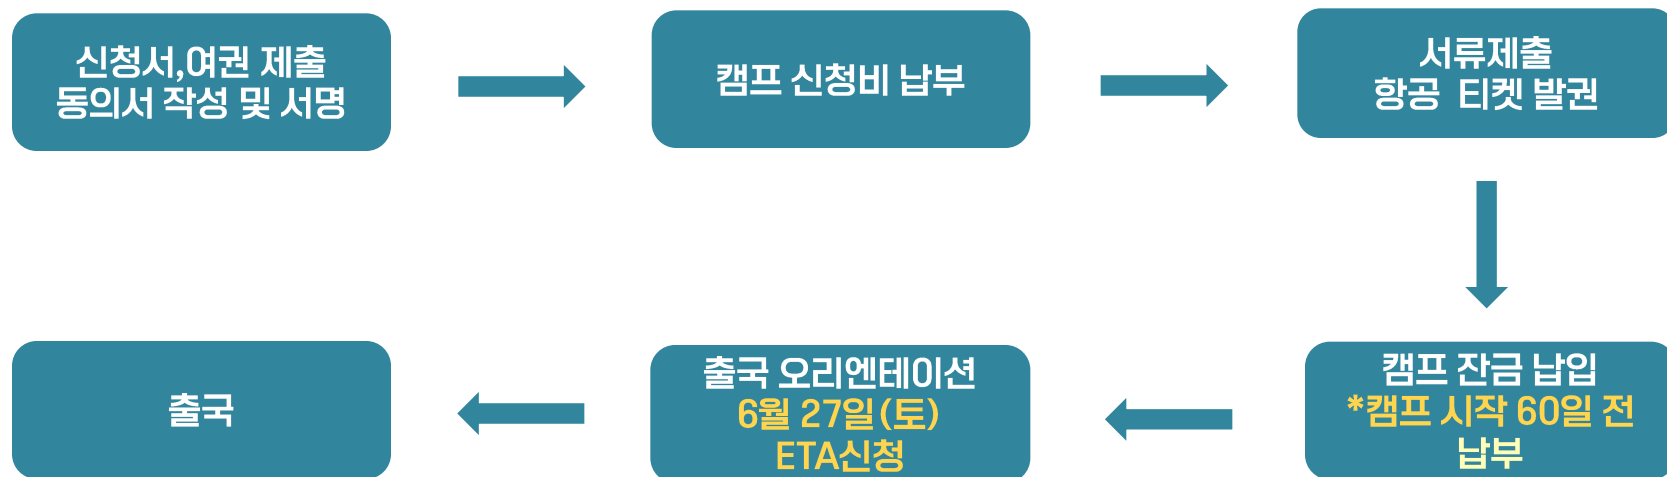 신청서,여권 제출
동의서 작성 및 서명
캠프 신청비 납부
서류제출
항공 티켓 발권
캠프 잔금 납입
*캠프 시작 60일 전
납부
출국 오리엔테이션
6월 27일(토)
ETA신청
출국